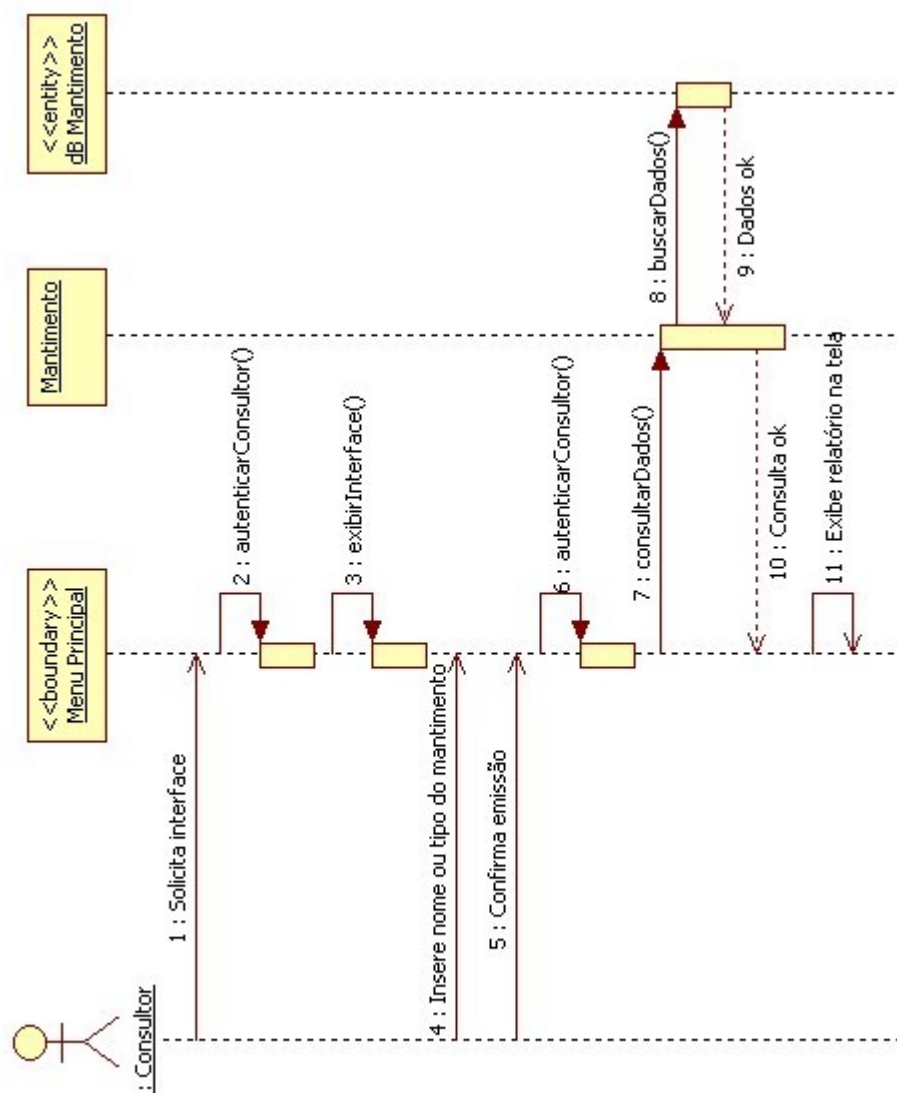 : Consultor
<<boundary>>
Menu Principal
Mantimento
<<entity>>
dB Mantimento
1 : Solicita interface
2 : autenticarConsultor()
3 : exibirInterface()
4 : Insere nome ou tipo do mantimento
5 : Confirma emissão
6 : autenticarConsultor()
7 : consultarDados()
8 : buscarDados()
9 : Dados ok
10 : Consulta ok
11 : Exibe relatório na tela